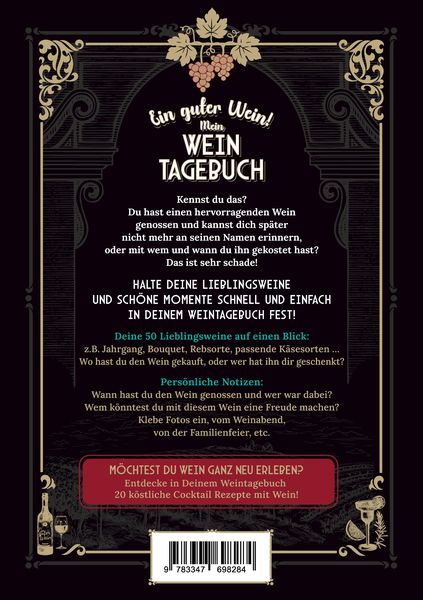 Ein guter Wein!
Mein
WEIN
TAGEBUCH
Kennst du das?
Du hast einen hervorragenden Wein
genossen und kannst dich später
nicht mehr an seinen Namen erinnern,
oder mit wem und wann du ihn gekostet hast?
Das ist sehr schade!
HALTE DEINE LIEBLINGSWEINE
UND SCHÖNE MOMENTE SCHNELL UND EINFACH
IN DEINEM WEINTAGEBUCH FEST!
Deine 50 Lieblingsweine auf einen Blick:
z.B. Jahrgang, Bouquet, Rebsorte, passende Käsesorten ...
Wo hast du den Wein gekauft, oder wer hat ihn dir geschenkt?
Persönliche Notizen:
Wann hast du den Wein genossen und wer war dabei?
Wem könntest du mit diesem Wein eine Freude machen?
Klebe Fotos ein, vom Weinabend,
von der Familienfeier, etc.
MÖCHTEST DU WEIN GANZ NEU ERLEBEN?
Entdecke in Deinem Weintagebuch
20 köstliche Cocktail Rezepte mit Wein!
9 783347 698284